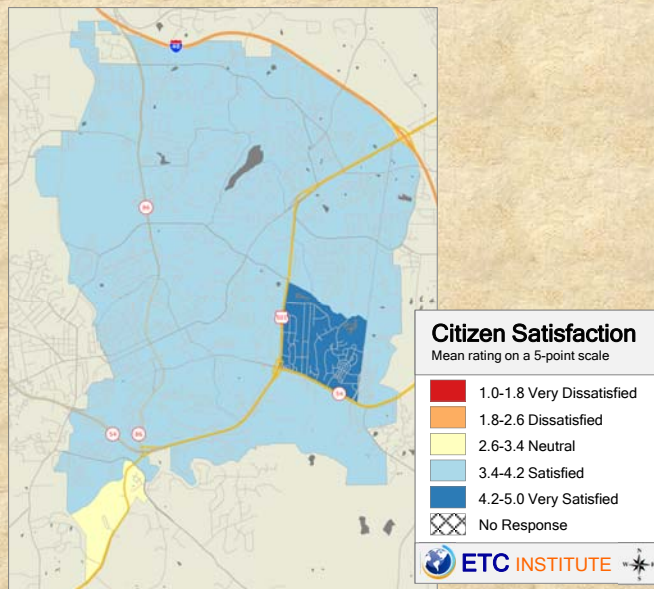 40
86
501
54
54 86
Citizen Satisfaction
Mean rating on a 5-point scale
1.0-1.8 Very Dissatisfied
1.8-2.6 Dissatisfied
2.6-3.4 Neutral
3.4-4.2 Satisfied
4.2-5.0 Very Satisfied
No Response
ETC INSTITUTE
N
W E
S